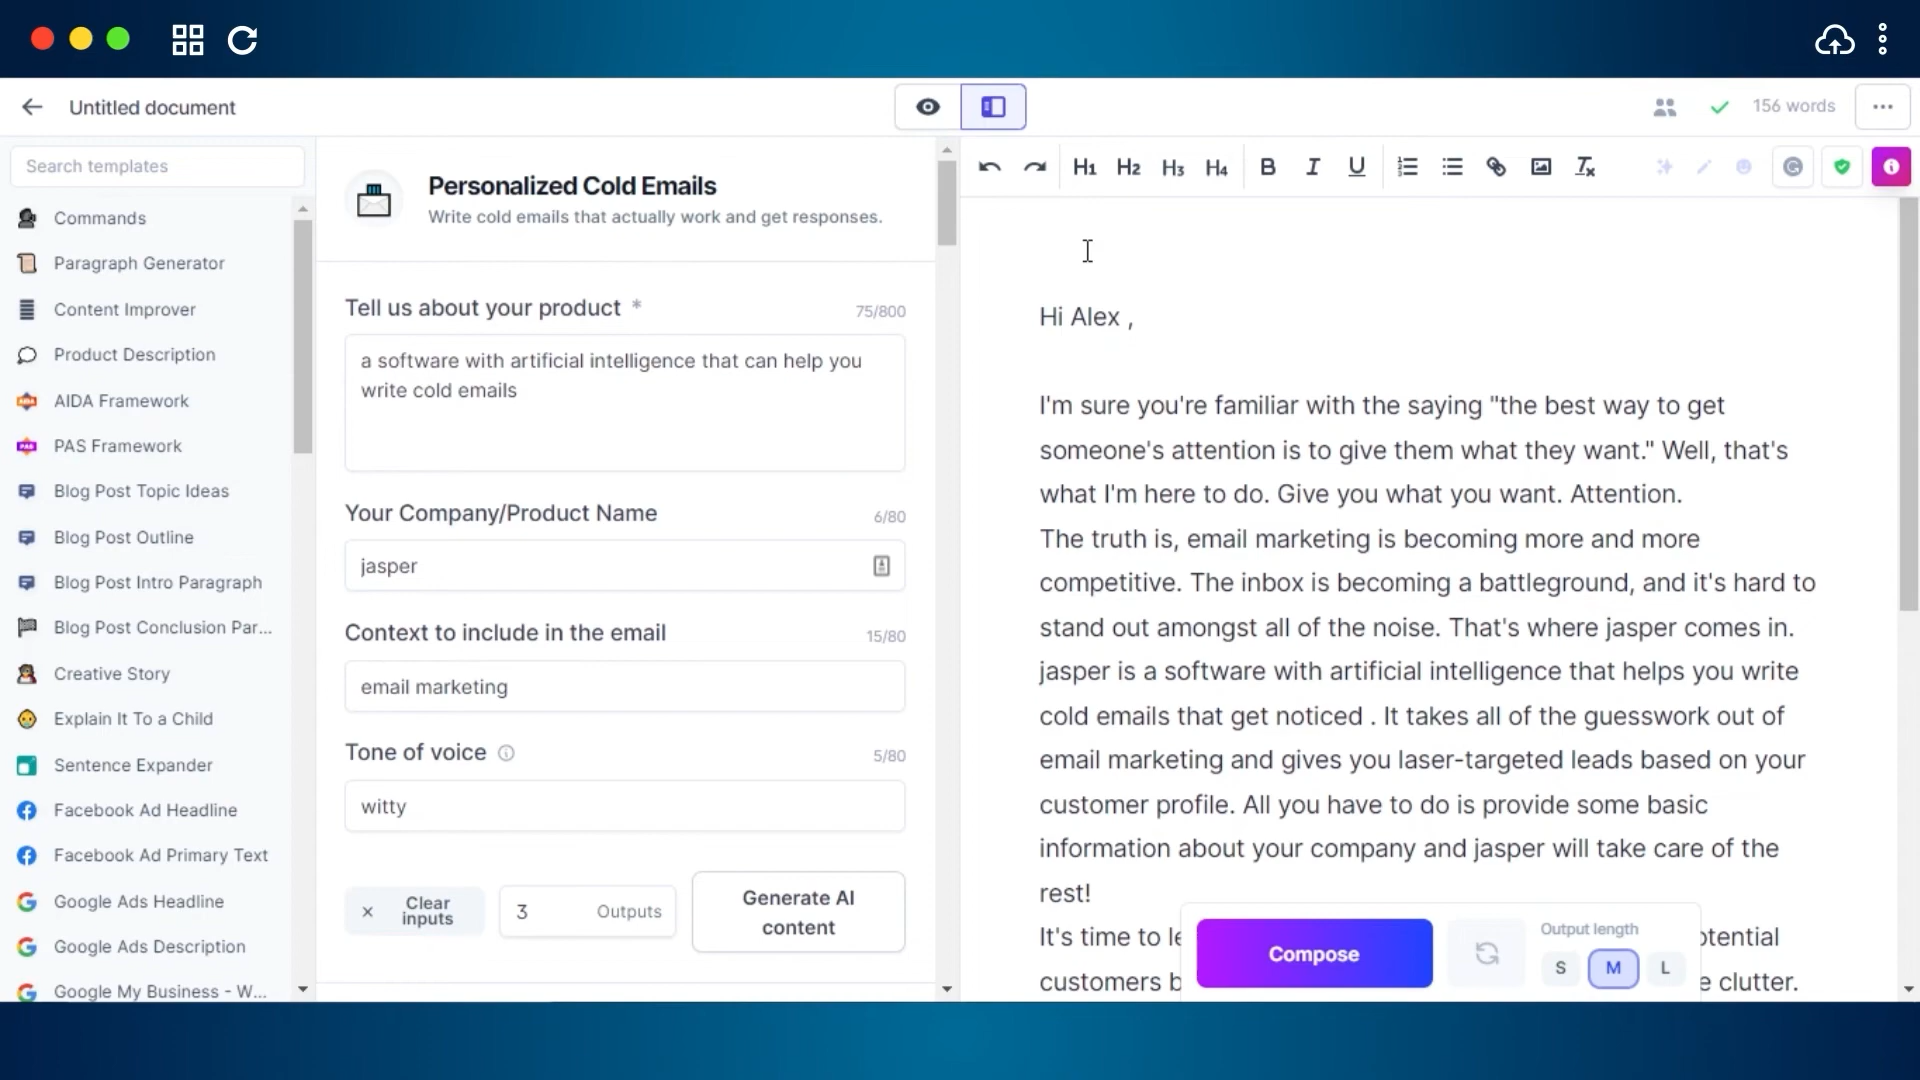 Untitled document
156 words
Search templates
Commands
Paragraph Generator
Content Improver
Product Description
AIDA Framework
PAS Framework
Blog Post Topic Ideas
Blog Post Outline
Blog Post Intro Paragraph
Blog Post Conclusion Par...
Creative Story
Explain It To a Child
Sentence Expander
Facebook Ad Headline
Facebook Ad Primary Text
Google Ads Headline
Google Ads Description
Google My Business - W...
Personalized Cold Emails
Write cold emails that actually work and get responses.
Tell us about your product *
75/800
a software with artificial intelligence that can help you
write cold emails
Your Company/Product Name
6/80
jasper
Context to include in the email
15/80
email marketing
Tone of voice
5/80
witty
Clear
inputs
3 Outputs
Generate AI
content
H1 H2 H3 H4 B I U
Hi Alex ,
I'm sure you're familiar with the saying "the best way to get
someone's attention is to give them what they want." Well, that's
what I'm here to do. Give you what you want. Attention.
The truth is, email marketing is becoming more and more
competitive. The inbox is becoming a battleground, and it's hard to
stand out amongst all of the noise. That's where jasper comes in.
jasper is a software with artificial intelligence that helps you write
cold emails that get noticed . It takes all of the guesswork out of
email marketing and gives you laser-targeted leads based on your
customer profile. All you have to do is provide some basic
information about your company and jasper will take care of the
rest!
It's time to
customers
clutter.
Compose
Output length
S M L